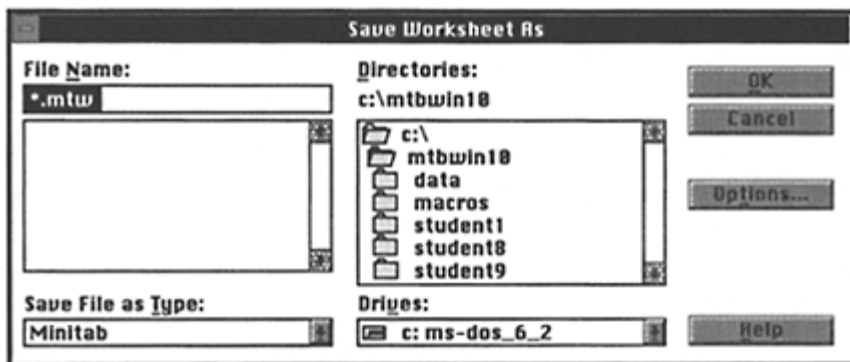 Save Worksheet As
File Name:
*.mtw
Directories:
c:\mtbwin10
c:\
mtbwin10
data
macros
student1
student8
student9
OK
Cancel
Options...
Help
Save File as Type:
Minitab
Drives:
c: ms-dos_6_2